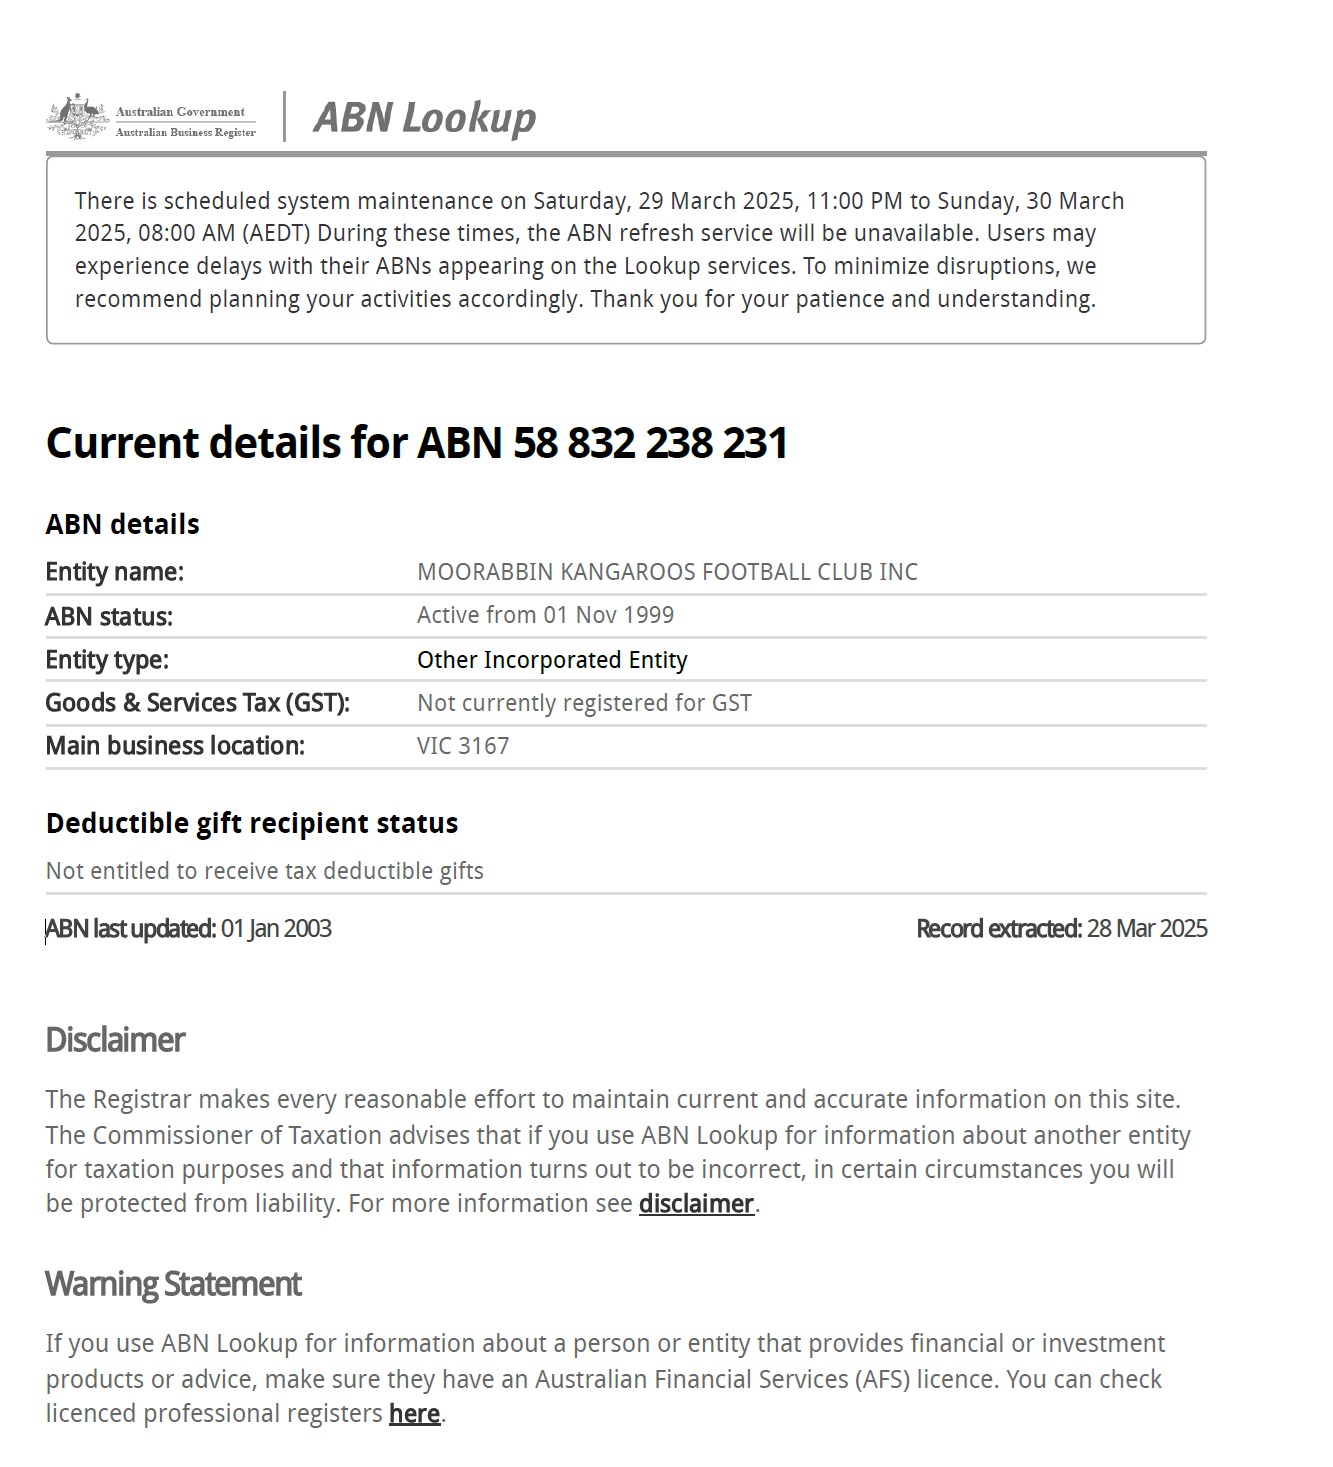 Australian Government
Australian Business Register
ABN Lookup
There is scheduled system maintenance on Saturday, 29 March 2025, 11:00 PM to Sunday, 30 March
2025, 08:00 AM (AEDT) During these times, the ABN refresh service will be unavailable. Users may
experience delays with their ABNs appearing on the Lookup services. To minimize disruptions, we
recommend planning your activities accordingly. Thank you for your patience and understanding.
Current details for ABN 58 832 238 231
ABN details
Entity name: MOORABBIN KANGAROOS FOOTBALL CLUB INC
ABN status: Active from 01 Nov 1999
Entity type: Other Incorporated Entity
Goods & Services Tax (GST): Not currently registered for GST
Main business location: VIC 3167
Deductible gift recipient status
Not entitled to receive tax deductible gifts
ABN last updated: 01 Jan 2003 Record extracted: 28 Mar 2025
Disclaimer
The Registrar makes every reasonable effort to maintain current and accurate information on this site.
The Commissioner of Taxation advises that if you use ABN Lookup for information about another entity
for taxation purposes and that information turns out to be incorrect, in certain circumstances you will
be protected from liability. For more information see disclaimer.
Warning Statement
If you use ABN Lookup for information about a person or entity that provides financial or investment
products or advice, make sure they have an Australian Financial Services (AFS) licence. You can check
licenced professional registers here.